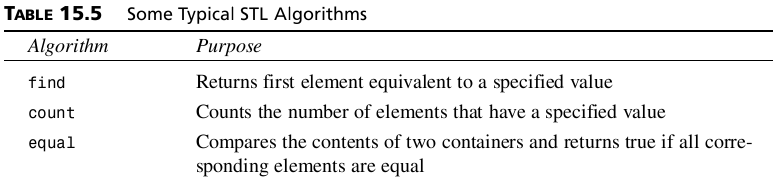 TABLE 15.5 Some Typical STL Algorithms
Algorithm Purpose
find Returns first element equivalent to a specified value
count Counts the number of elements that have a specified value
equal Compares the contents of two containers and returns true if all corre-
sponding elements are equal